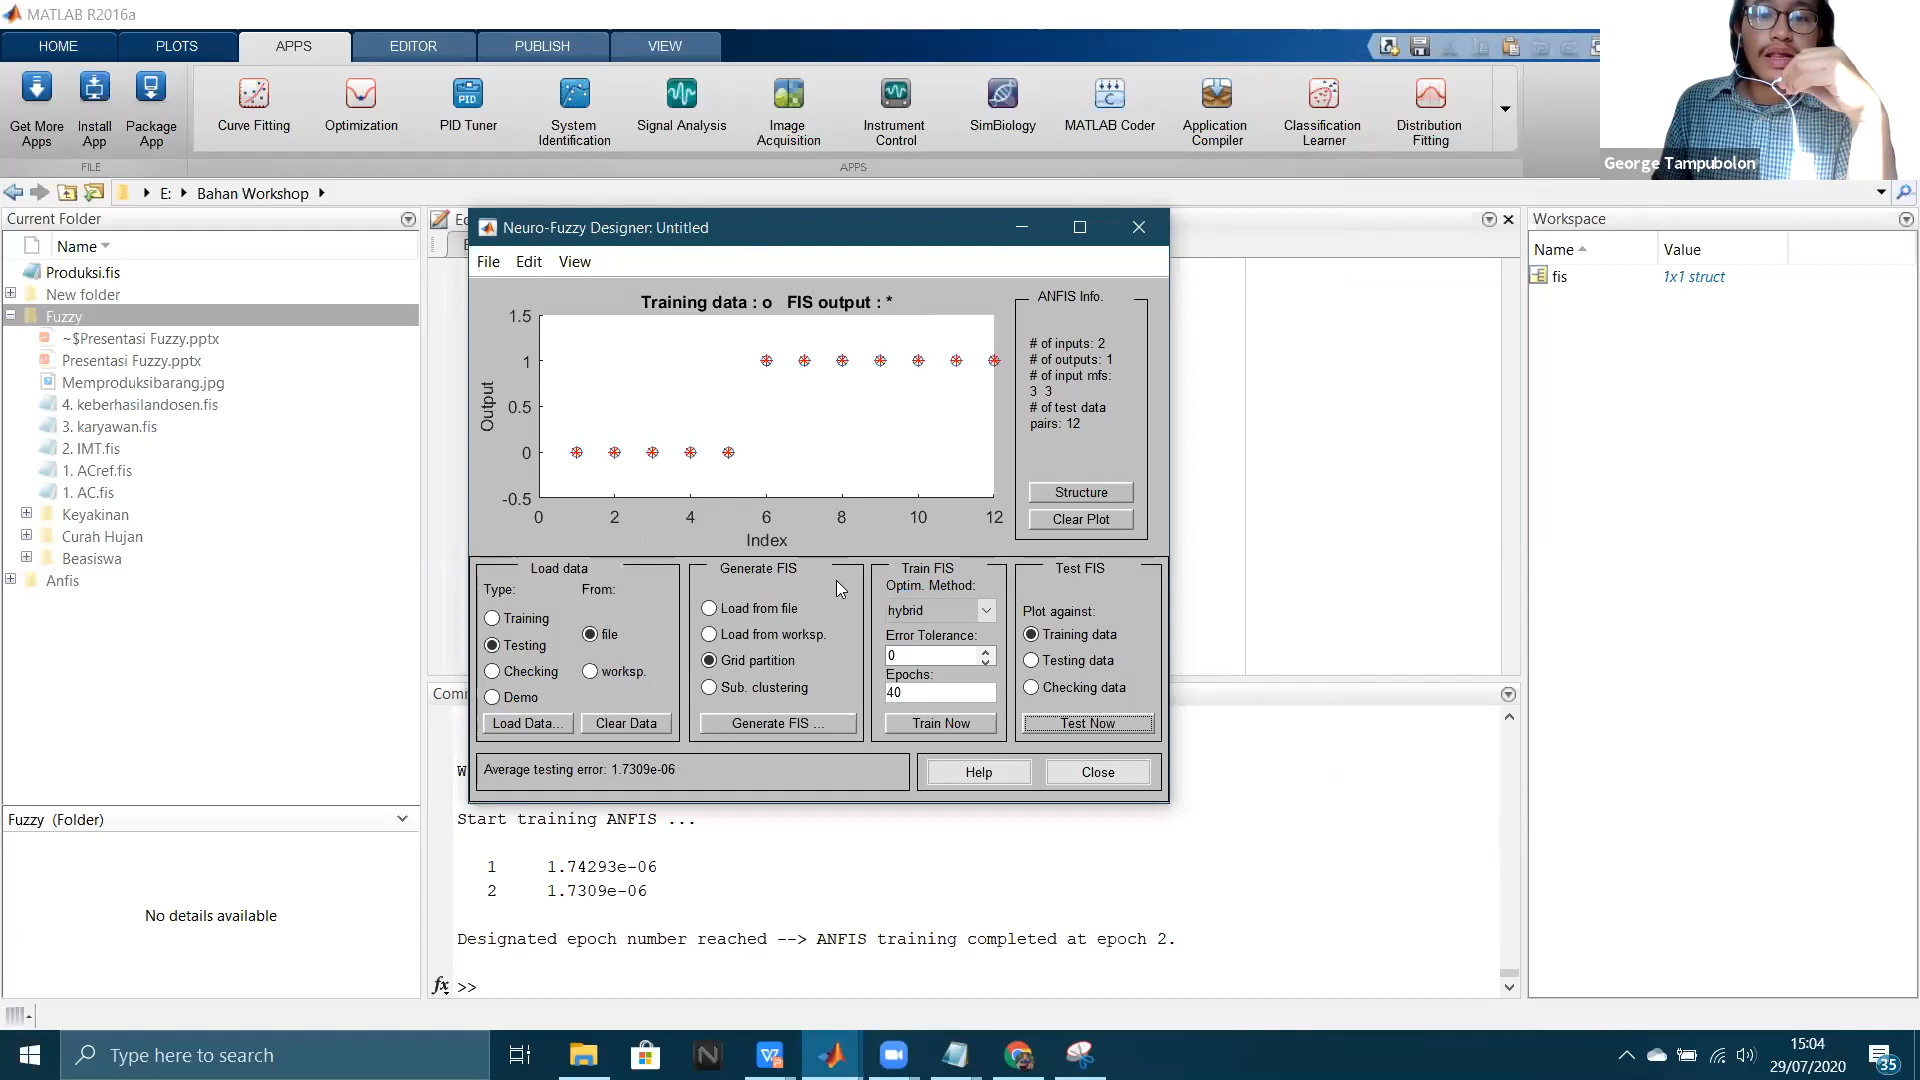 MATLAB R2016a
HOME
PLOTS
APPS
EDITOR
PUBLISH
VIEW
Get More Apps
Install App
Package App
FILE
Curve Fitting
Optimization
PID Tuner
System Identification
Signal Analysis
Image Acquisition
Instrument Control
SimBiology
MATLAB Coder
Application Compiler
Classification Learner
Distribution Fitting
APPS
George Tampubolon
E:
Bahan Workshop
Current Folder
Name
Produksi.fis
New folder
Fuzzy
~$Presentasi Fuzzy.pptx
Presentasi Fuzzy.pptx
Memproduksibarang.jpg
4. keberhasilandosen.fis
3. karyawan.fis
2. IMT.fis
1. ACref.fis
1. AC.fis
Keyakinan
Curah Hujan
Beasiswa
Anfis
Fuzzy (Folder)
No details available
Neuro-Fuzzy Designer: Untitled
File Edit View
Training data : o FIS output : *
1.5
1
0.5
0
-0.5
Output
0 2 4 6 8 10 12
Index
ANFIS Info.
# of inputs: 2
# of outputs: 1
# of input mfs:
3 3
# of test data
pairs: 12
Structure
Clear Plot
Load data
Type:
From:
Training
Testing
Checking
Demo
file
worksp.
Load Data...
Clear Data
Generate FIS
Load from file
Load from worksp.
Grid partition
Sub. clustering
Generate FIS ...
Train FIS
Optim. Method:
hybrid
Error Tolerance:
0
Epochs:
40
Train Now
Test FIS
Plot against:
Training data
Testing data
Checking data
Test Now
Average testing error: 1.7309e-06
Help
Close
Start training ANFIS ...
1 1.74293e-06
2 1.7309e-06
Designated epoch number reached --> ANFIS training completed at epoch 2.
fx >>
Workspace
Name
Value
fis
1x1 struct
Type here to search
15:04
29/07/2020
35